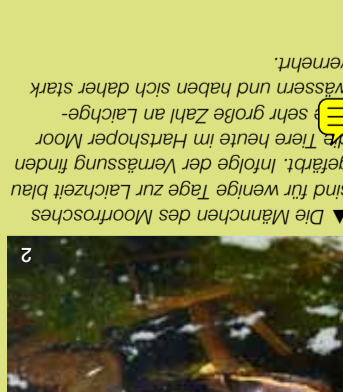 ▲ Die Männchen des Moorfrosches
sind für wenige Tage zur Laichzeit blau
gefärbt. Infolge der Vernässung finden
die Tiere heute im Hartshoper Moor
sehr große Zahl an Laichge-
wässern und haben sich daher stark
vermehrt.
2